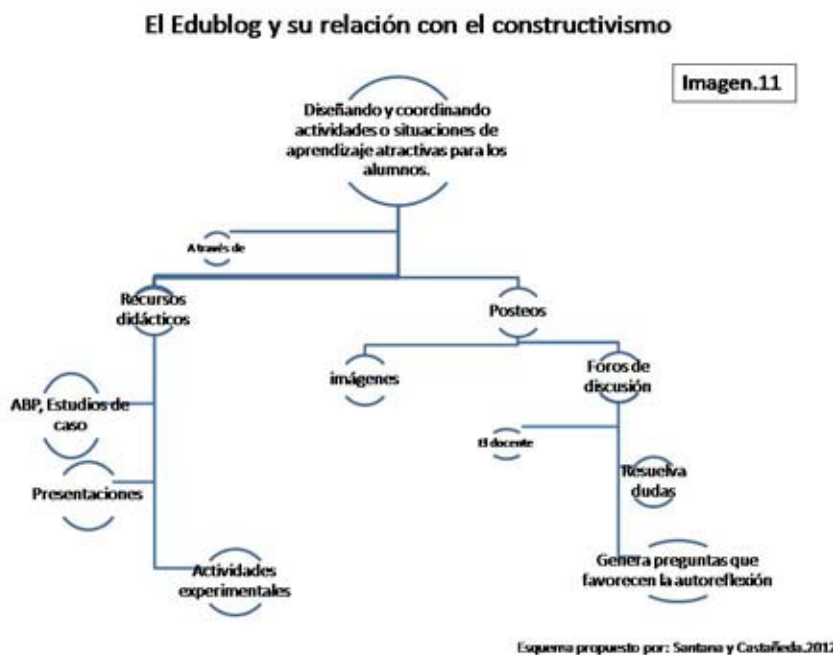 El Edublog y su relación con el constructivismo
Imagen.11
Diseñando y coordinando
actividades o situaciones de
aprendizaje atractivas para los
alumnos.
A través de
Recursos
didácticos
Posteos
imágenes
Foros de
discusión
ABP, Estudios de
caso
El docente
Presentaciones
Resuelva
dudas
Actividades
experimentales
Genera preguntas que
favorecen la autoreflexión
Esquema propuesto por: Santana y Castañeda.2012